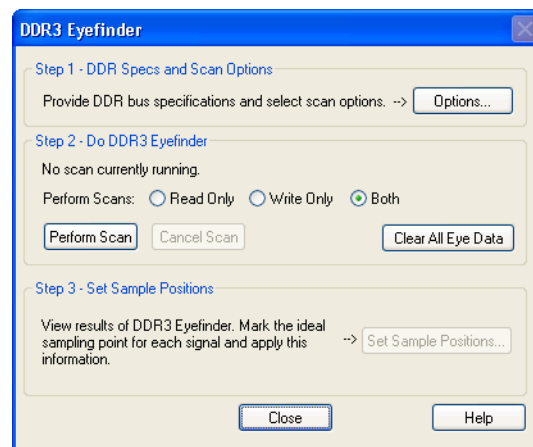 DDR3 Eyefinder
Step 1 - DDR Specs and Scan Options
Provide DDR bus specifications and select scan options. --> Options...
Step 2 - Do DDR3 Eyefinder
No scan currently running.
Perform Scans: Read Only Write Only Both
Perform Scan Cancel Scan Clear All Eye Data
Step 3 - Set Sample Positions
View results of DDR3 Eyefinder. Mark the ideal
sampling point for each signal and apply this
information.
--> Set Sample Positions...
Close Help